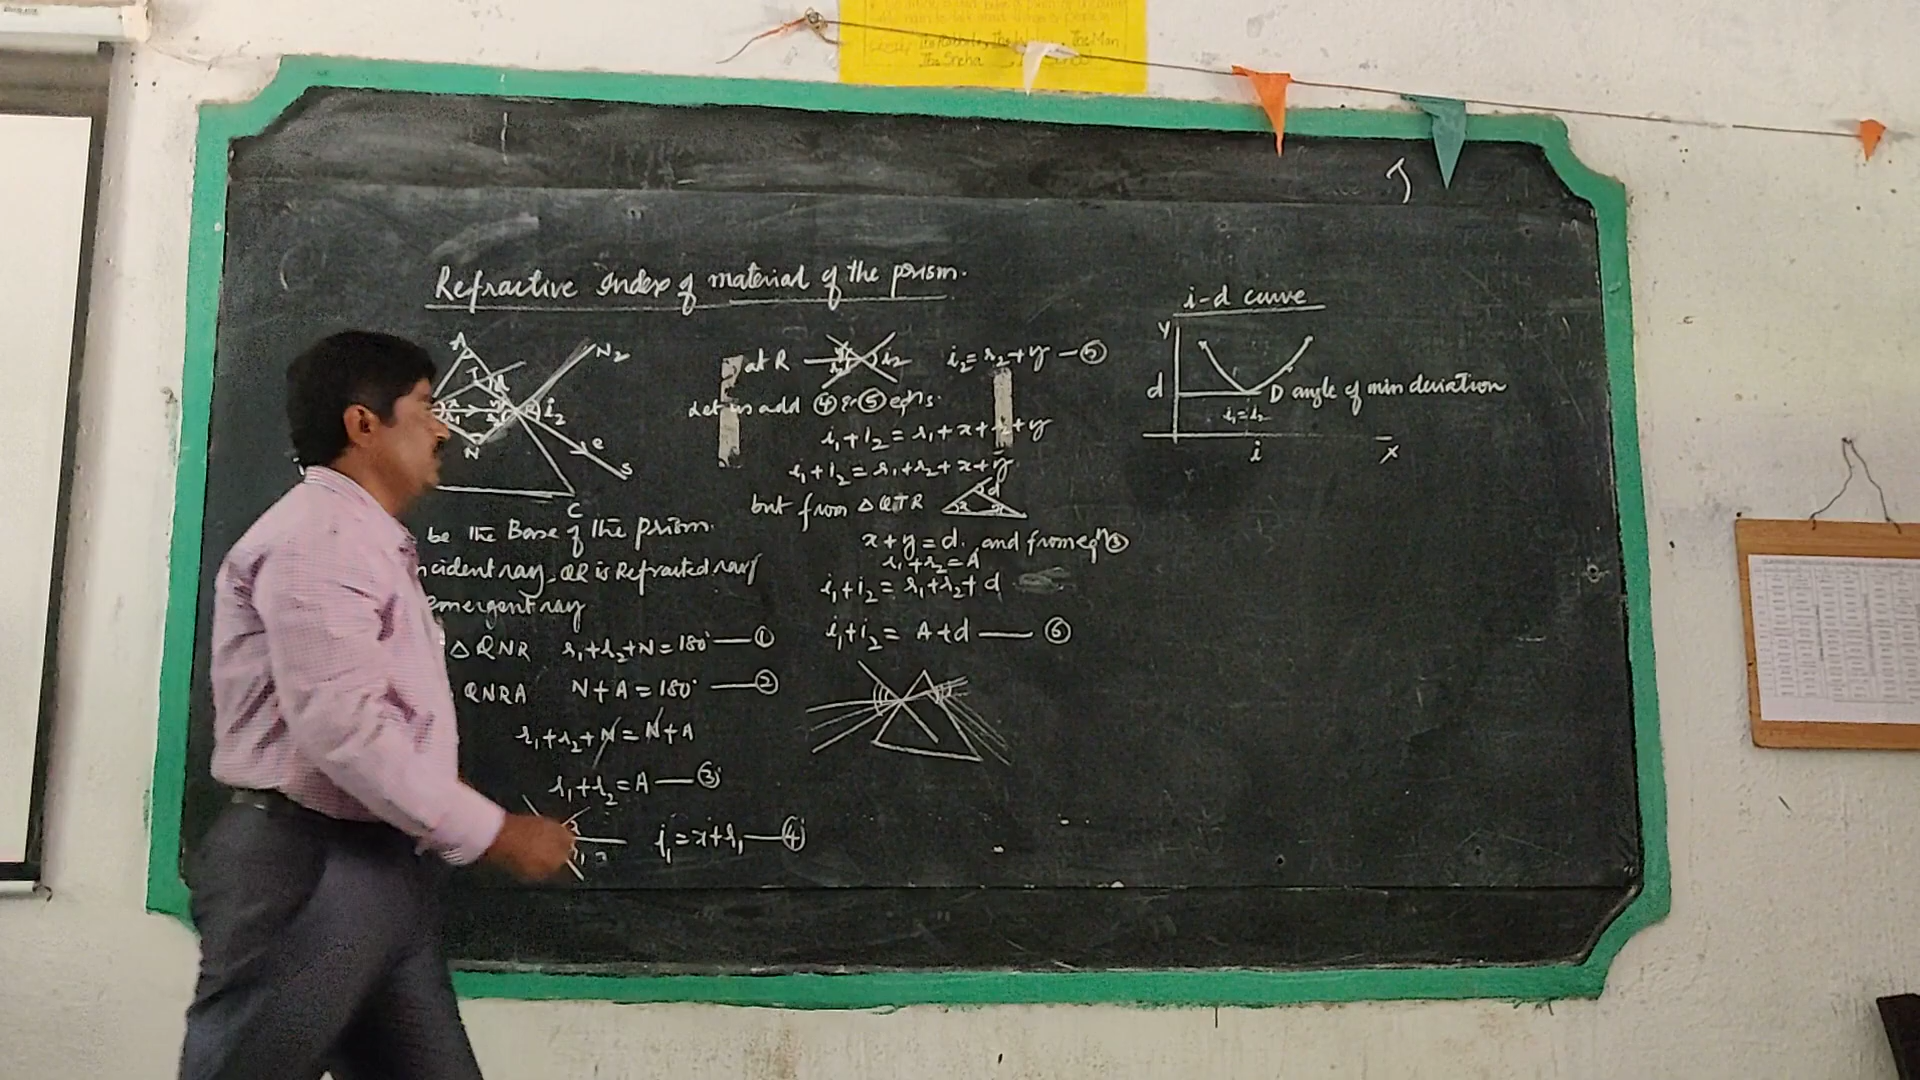 Refractive Index of material of the prism.
A
T
N2
i2
N
e
S
C
be the Base of the prism.
ncident ray, QR is Refracted ray
emergent ray
△ QNR r1+r2+N=180° — ①
QNRA N+A=180° — ②
r1+r2+N=N+A
r1+r2=A — ③
i1=x+r1 — ④
at R i2 i2=r2+y — ⑤
Let us add ④ & ⑤ eqns.
i1+i2=r1+x+r2+y
i1+i2=r1+r2+x+y
but from △QTR d
x+y=d. and from eqn ③
r1+r2=A
i1+i2=r1+r2+d
i1+i2=A+d — ⑥
i-d curve
Y
d D angle of min deviation
i1=i2
i X